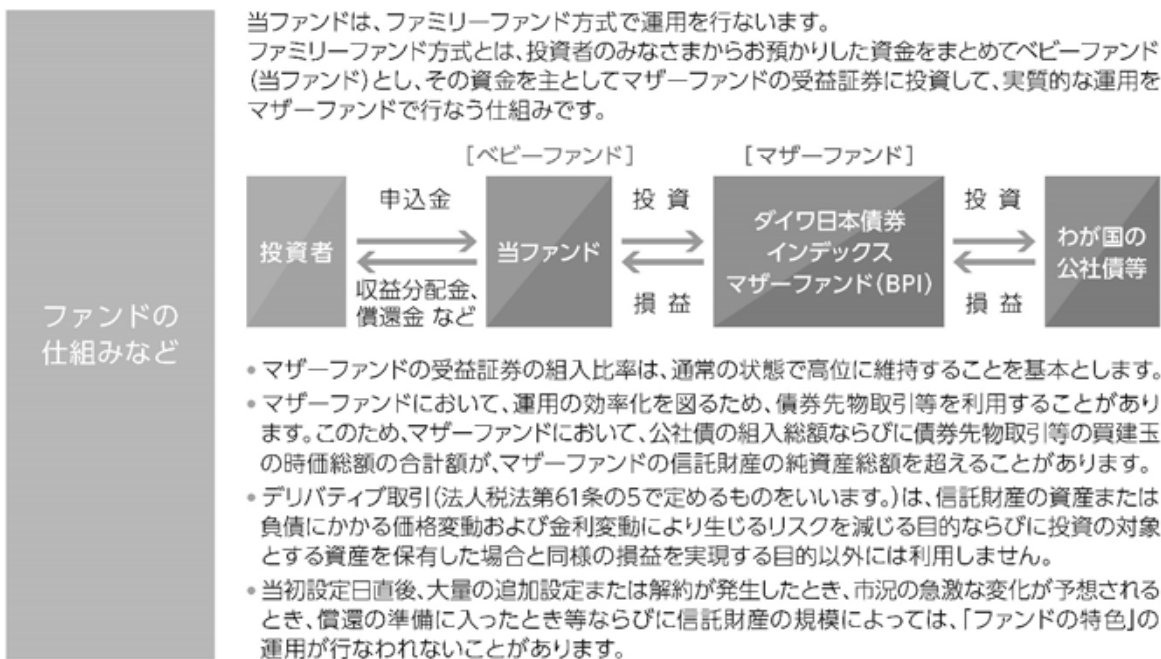 当ファンドは、ファミリーファンド方式で運用を行ないます。
ファミリーファンド方式とは、投資者のみなさまからお預かりした資金をまとめてベビーファンド
(当ファンド)とし、その資金を主としてマザーファンドの受益証券に投資して、実質的な運用を
マザーファンドで行なう仕組みです。
[ベビーファンド]
[マザーファンド]
投資者
申込金
収益分配金、
償還金 など
当ファンド
投 資
損 益
ダイワ日本債券
インデックス
マザーファンド(BPI)
投 資
損 益
わが国の
公社債等
ファンドの
仕組みなど
• マザーファンドの受益証券の組入比率は、通常の状態で高位に維持することを基本とします。
• マザーファンドにおいて、運用の効率化を図るため、債券先物取引等を利用することがあり
ます。このため、マザーファンドにおいて、公社債の組入総額ならびに債券先物取引等の買建玉
の時価総額の合計額が、マザーファンドの信託財産の純資産総額を超えることがあります。
• デリバティブ取引(法人税法第61条の5で定めるものをいいます。)は、信託財産の資産または
負債にかかる価格変動および金利変動により生じるリスクを減じる目的ならびに投資の対象
とする資産を保有した場合と同様の損益を実現する目的以外には利用しません。
• 当初設定日直後、大量の追加設定または解約が発生したとき、市況の急激な変化が予想される
とき、償還の準備に入ったとき等ならびに信託財産の規模によっては、「ファンドの特色」の
運用が行なわれないことがあります。